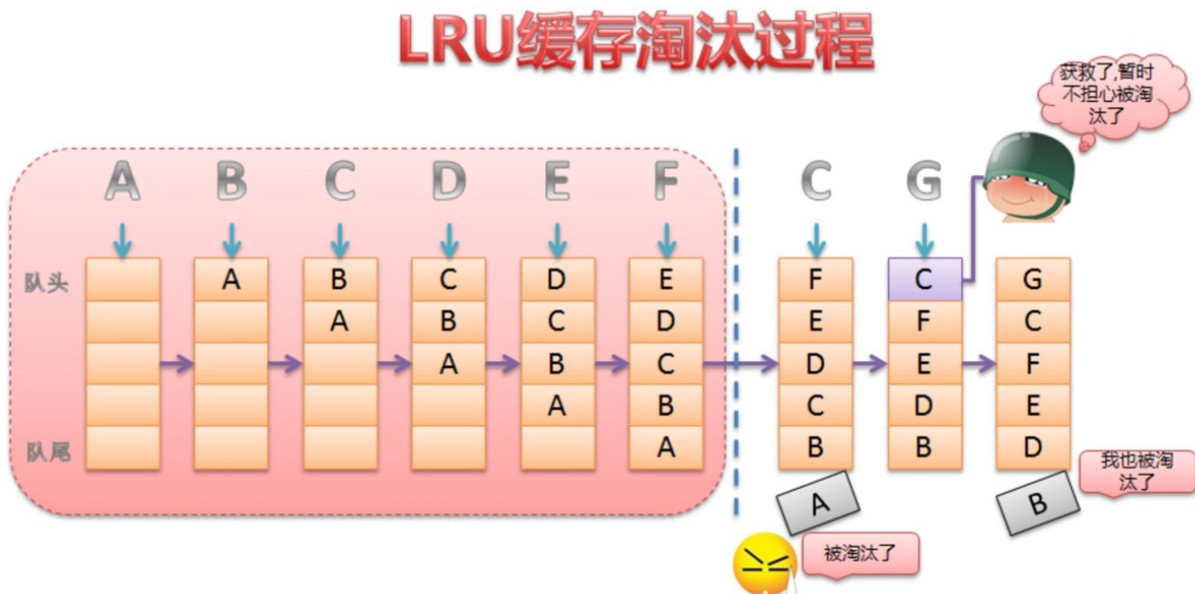 LRU缓存淘汰过程
获救了,暂时
不担心被淘
汰了
A B C D E F C G
队头 A B C D E F C G
A B C D E F C
A B C D E F
A B C D E
队尾 A B B D
A B
我也被淘
汰了
被淘汰了